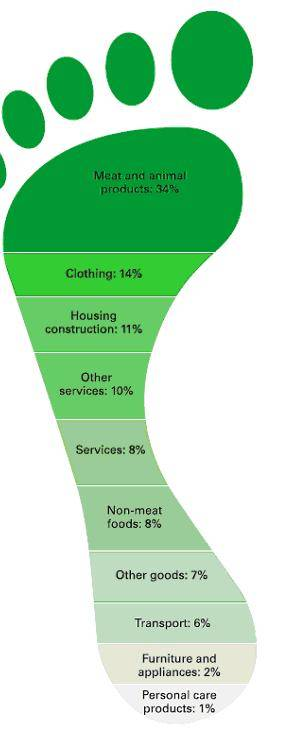 Meat and animal
products: 34%
Clothing: 14%
Housing
construction: 11%
Other
services: 10%
Services: 8%
Non-meat
foods: 8%
Other goods: 7%
Transport: 6%
Furniture and
appliances: 2%
Personal care
products: 1%